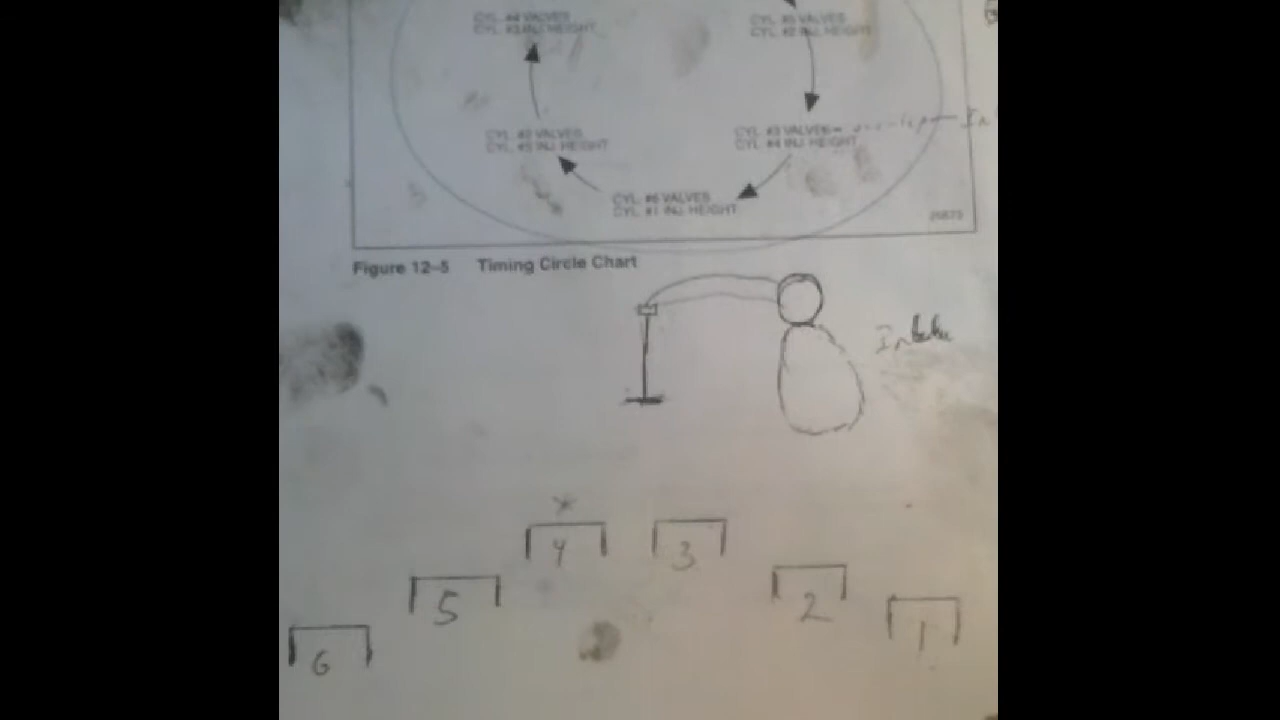 CYL. #4 VALVES
CYL. #3 INJ. HEIGHT
CYL. #5 VALVES
CYL. #2 INJ. HEIGHT
CYL. #2 VALVES
CYL. #5 INJ. HEIGHT
CYL. #3 VALVES
CYL. #4 INJ. HEIGHT
CYL. #6 VALVES
CYL. #1 INJ. HEIGHT
Figure 12–5 Timing Circle Chart
Intake
4
3
5
2
6
1